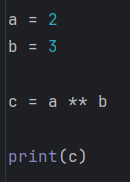 a = 2
b = 3
c = a ** b
print(c)